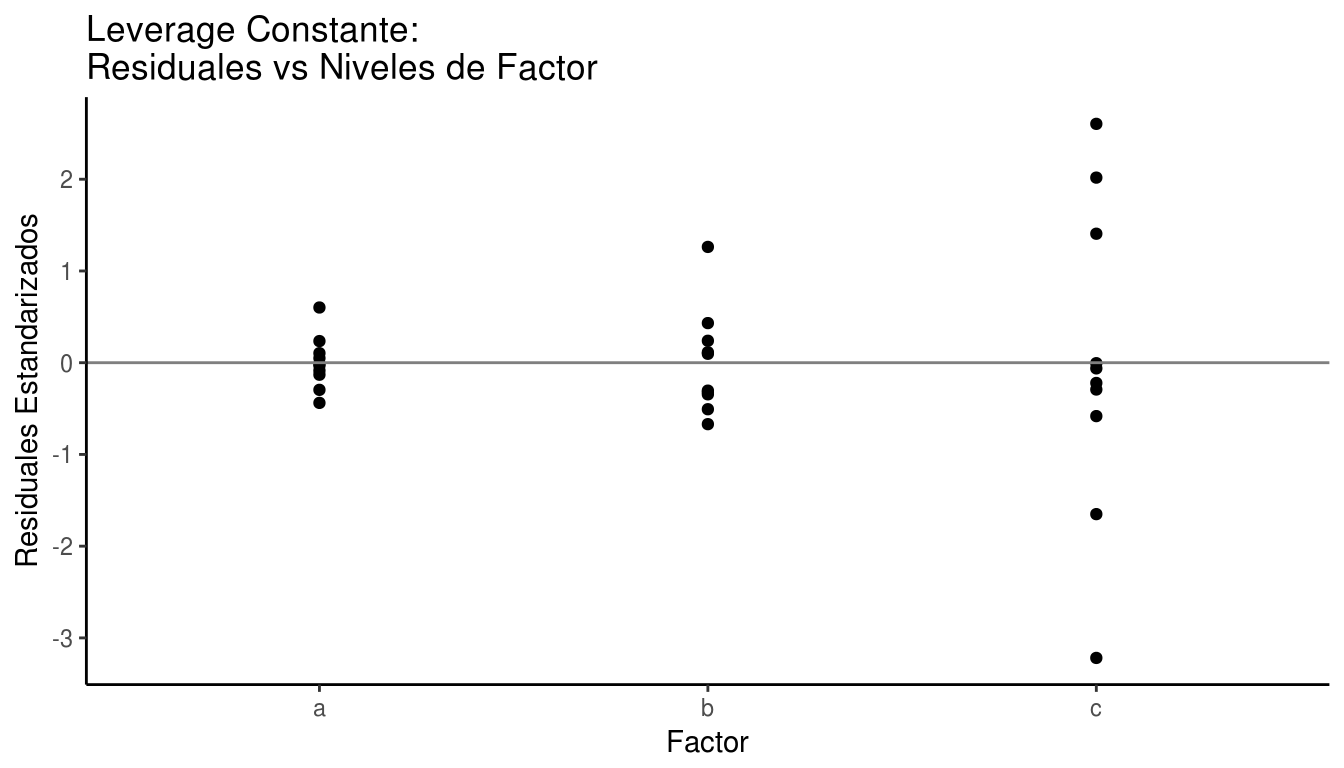 Leverage Constante:
Residuales vs Niveles de Factor
Residuales Estandarizados
2
1
0
-1
-2
-3
a
b
c
Factor